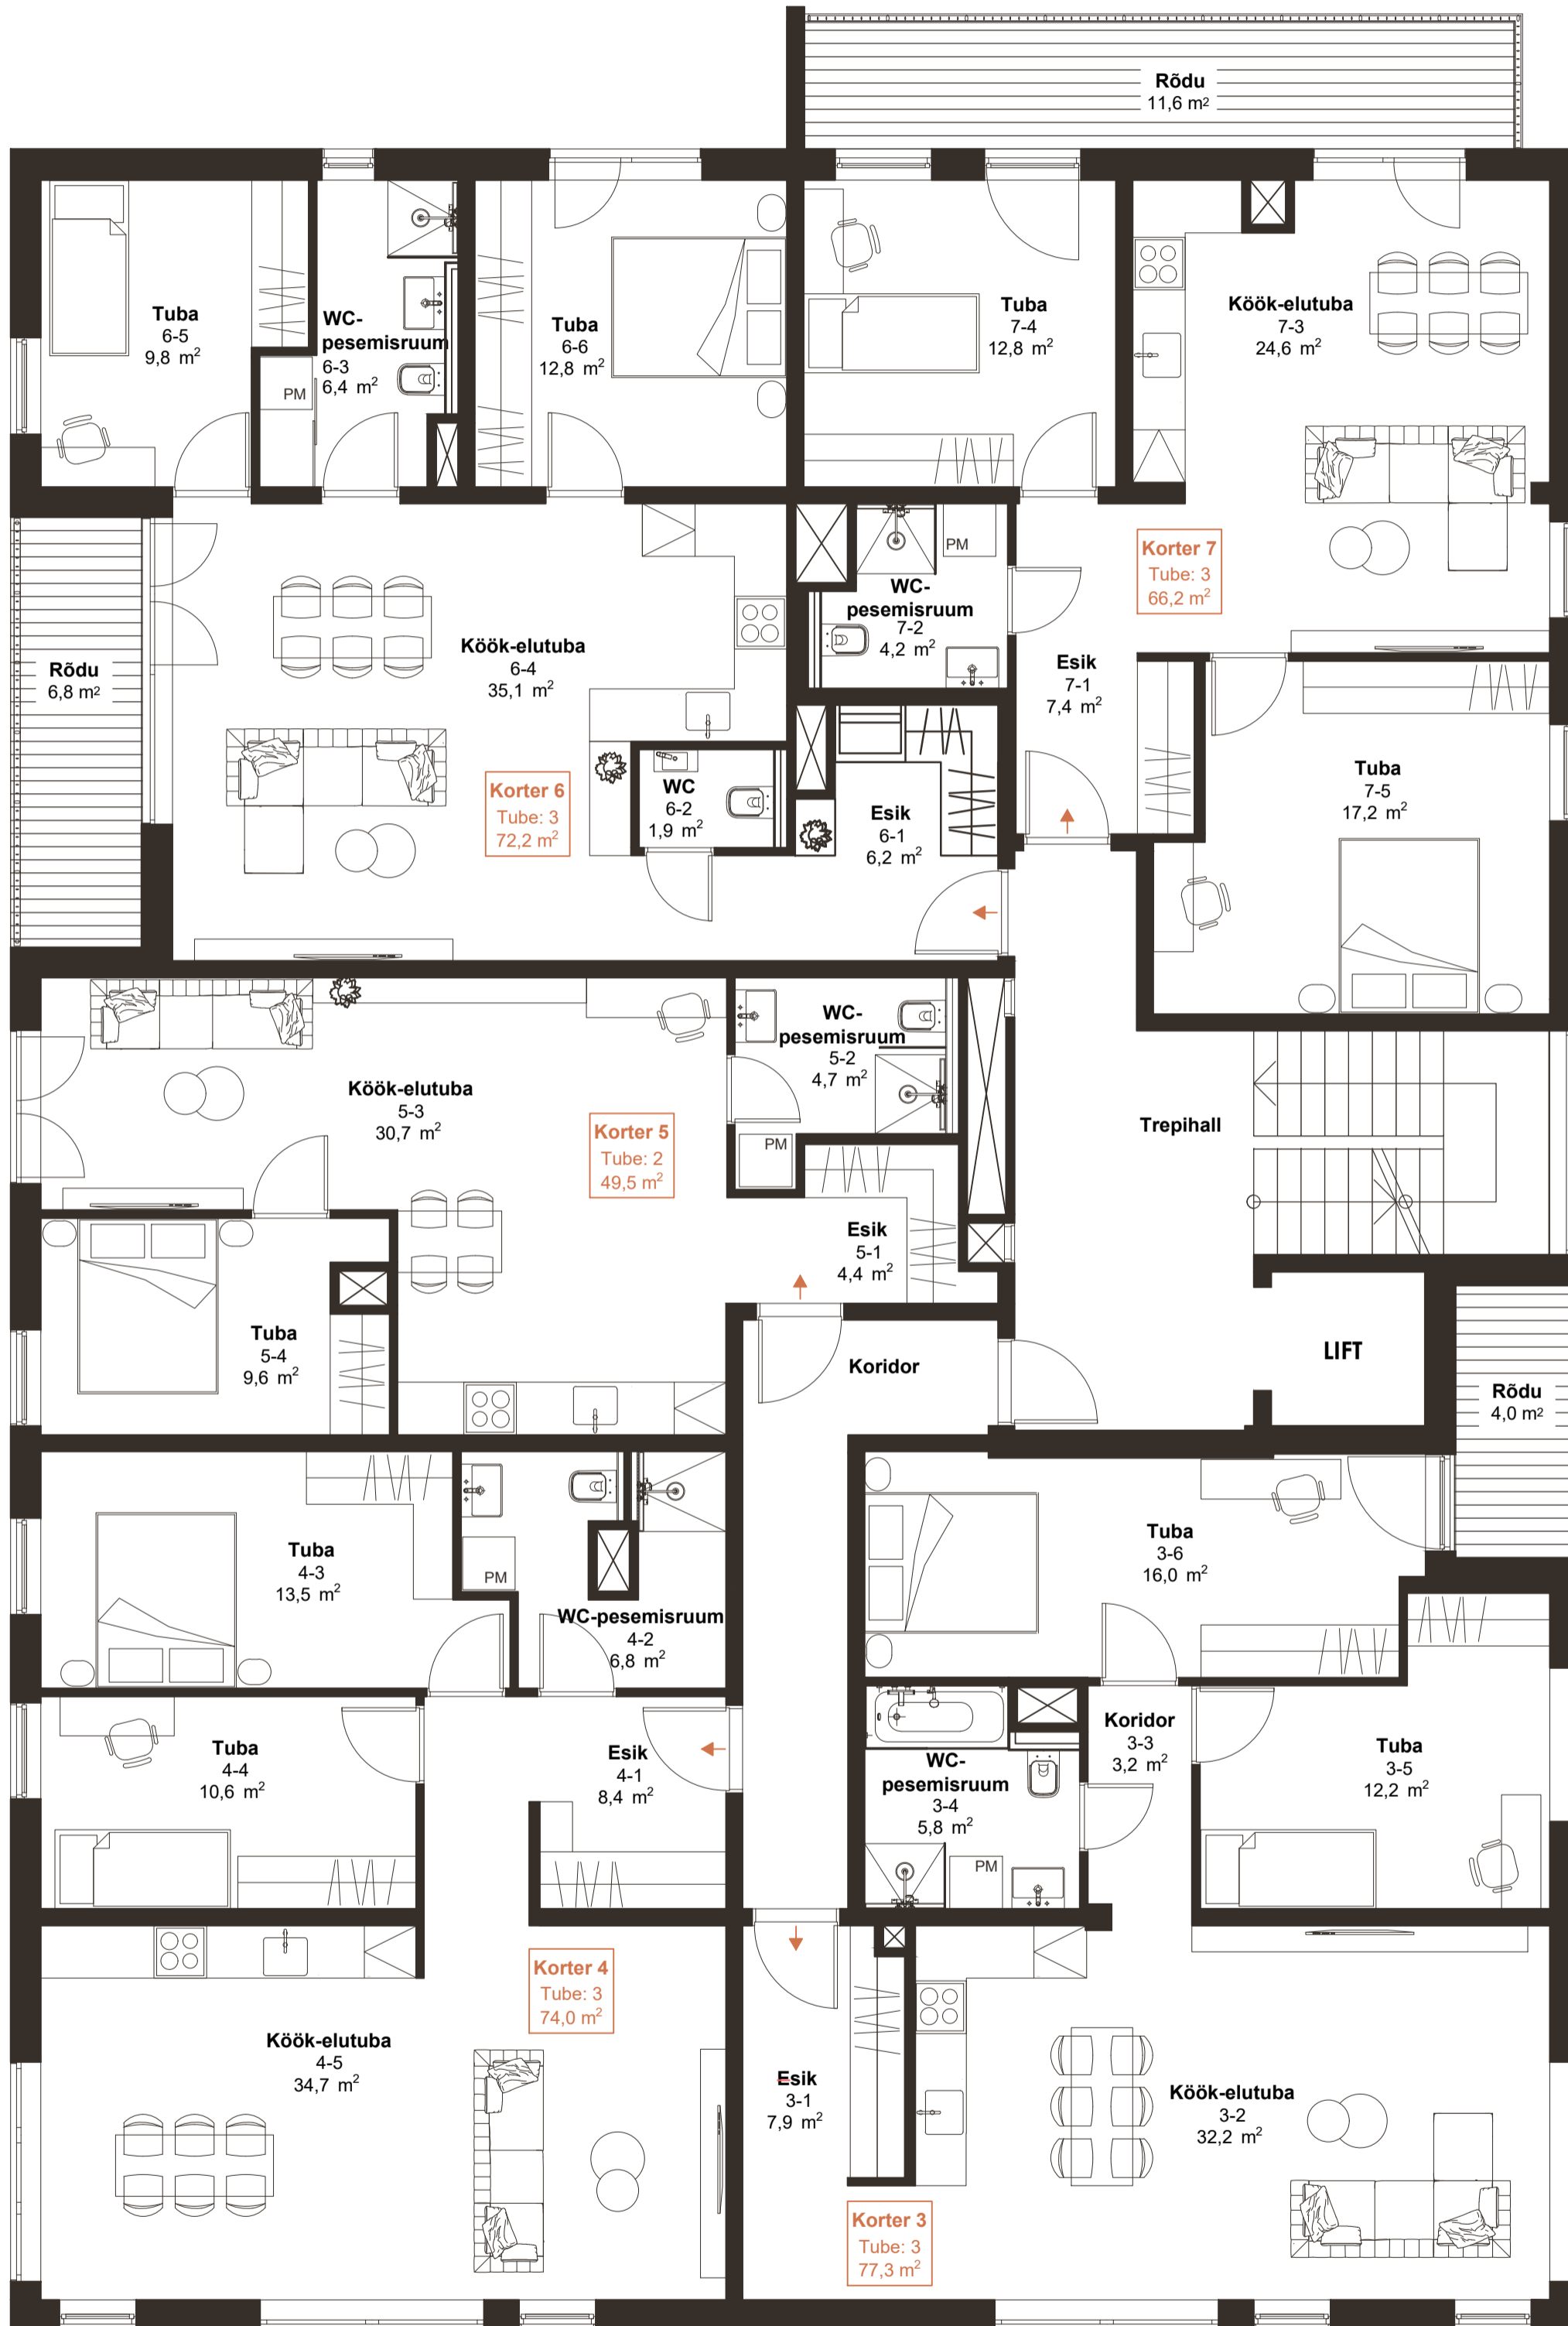 Rõdu
11,6 m²
Tuba
6-5
9,8 m²
WC-
pesemisruum
6-3
6,4 m²
PM
Tuba
6-6
12,8 m²
Tuba
7-4
12,8 m²
Köök-elutuba
7-3
24,6 m²
Rõdu
6,8 m²
Köök-elutuba
6-4
35,1 m²
Korter 6
Tube: 3
72,2 m²
WC
6-2
1,9 m²
PM
WC-
pesemisruum
7-2
4,2 m²
Korter 7
Tube: 3
66,2 m²
Esik
7-1
7,4 m²
Esik
6-1
6,2 m²
Tuba
7-5
17,2 m²
Köök-elutuba
5-3
30,7 m²
WC-
pesemisruum
5-2
4,7 m²
PM
Korter 5
Tube: 2
49,5 m²
Trepihall
Esik
5-1
4,4 m²
Tuba
5-4
9,6 m²
Koridor
LIFT
Rõdu
4,0 m²
Tuba
4-3
13,5 m²
PM
WC-pesemisruum
4-2
6,8 m²
Tuba
3-6
16,0 m²
Tuba
4-4
10,6 m²
Esik
4-1
8,4 m²
WC-
pesemisruum
3-4
5,8 m²
PM
Koridor
3-3
3,2 m²
Tuba
3-5
12,2 m²
Korter 4
Tube: 3
74,0 m²
Köök-elutuba
4-5
34,7 m²
Esik
3-1
7,9 m²
Köök-elutuba
3-2
32,2 m²
Korter 3
Tube: 3
77,3 m²